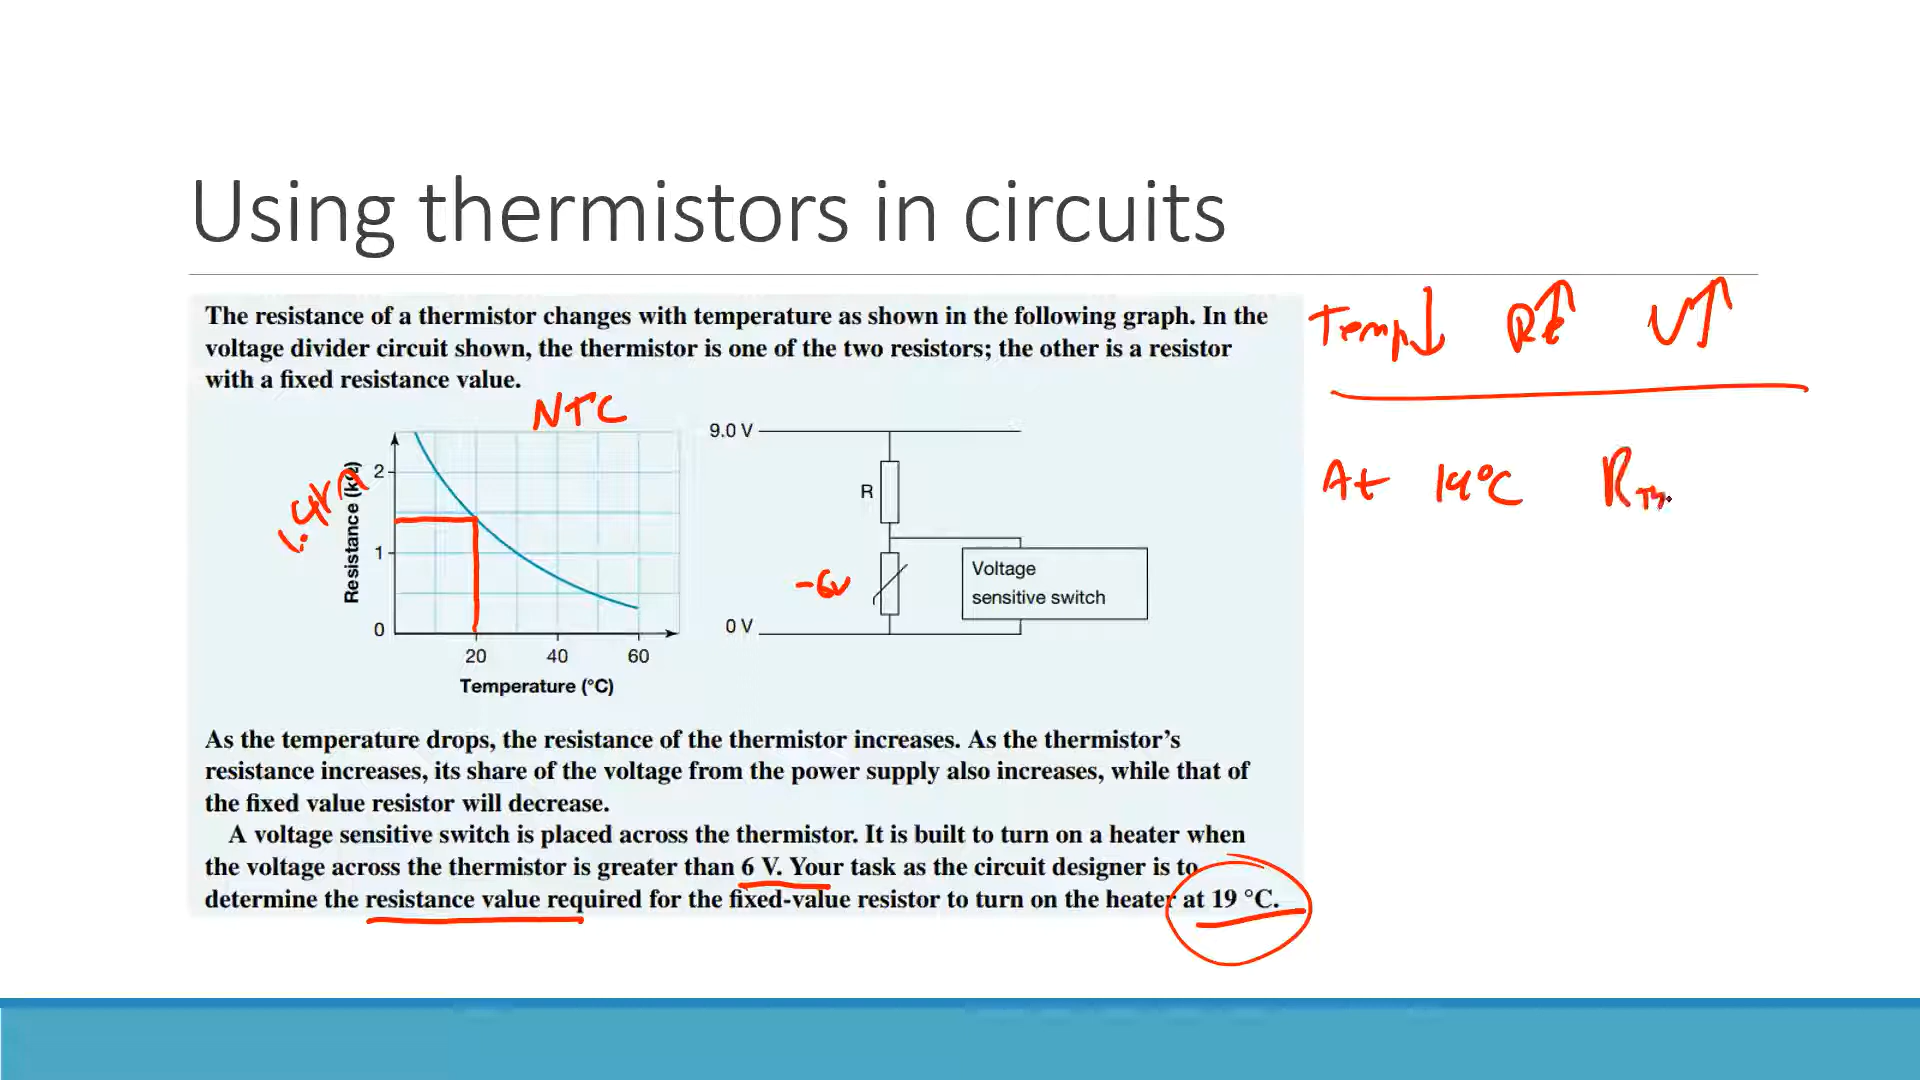 Using thermistors in circuits
The resistance of a thermistor changes with temperature as shown in the following graph. In the
voltage divider circuit shown, the thermistor is one of the two resistors; the other is a resistor
with a fixed resistance value.
Temp↓ R↑ V↑
NTC
Resistance (kΩ)
1.4kΩ
2
1
0
20 40 60
Temperature (°C)
9.0 V
R
-6v
0 V
Voltage
sensitive switch
At 19°C RTh
As the temperature drops, the resistance of the thermistor increases. As the thermistor’s
resistance increases, its share of the voltage from the power supply also increases, while that of
the fixed value resistor will decrease.
A voltage sensitive switch is placed across the thermistor. It is built to turn on a heater when
the voltage across the thermistor is greater than 6 V. Your task as the circuit designer is to
determine the resistance value required for the fixed-value resistor to turn on the heater at 19 °C.